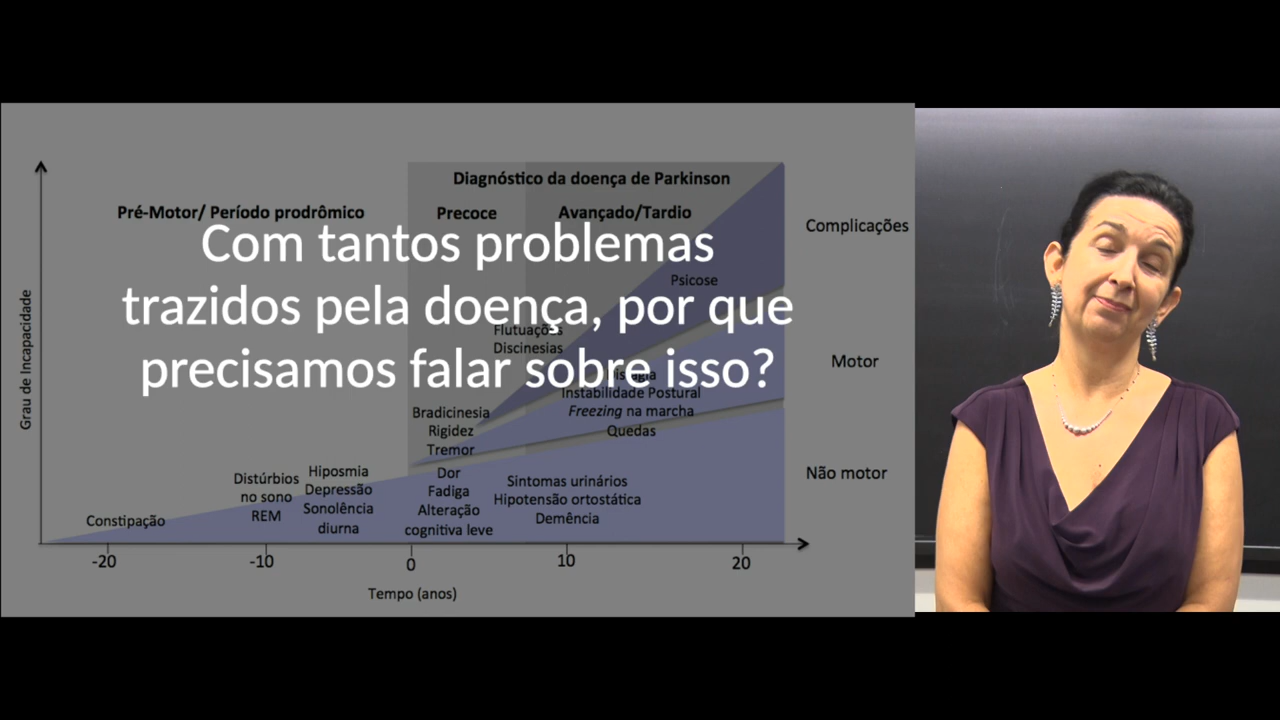 Diagnóstico da doença de Parkinson
Pré-Motor/ Período prodrômico
Precoce
Avançado/Tardio
Com tantos problemas
trazidos pela doença, por que
precisamos falar sobre isso?
Complicações
Motor
Não motor
Psicose
Flutuações
Discinesias
Instabilidade Postural
Freezing na marcha
Quedas
Bradicinesia
Rigidez
Tremor
Dor
Fadiga
Alteração
cognitiva leve
Sintomas urinários
Hipotensão ortostática
Demência
Hiposmia
Depressão
Sonolência
diurna
Distúrbios
no sono
REM
Constipação
Grau de Incapacidade
-20
-10
0
10
20
Tempo (anos)